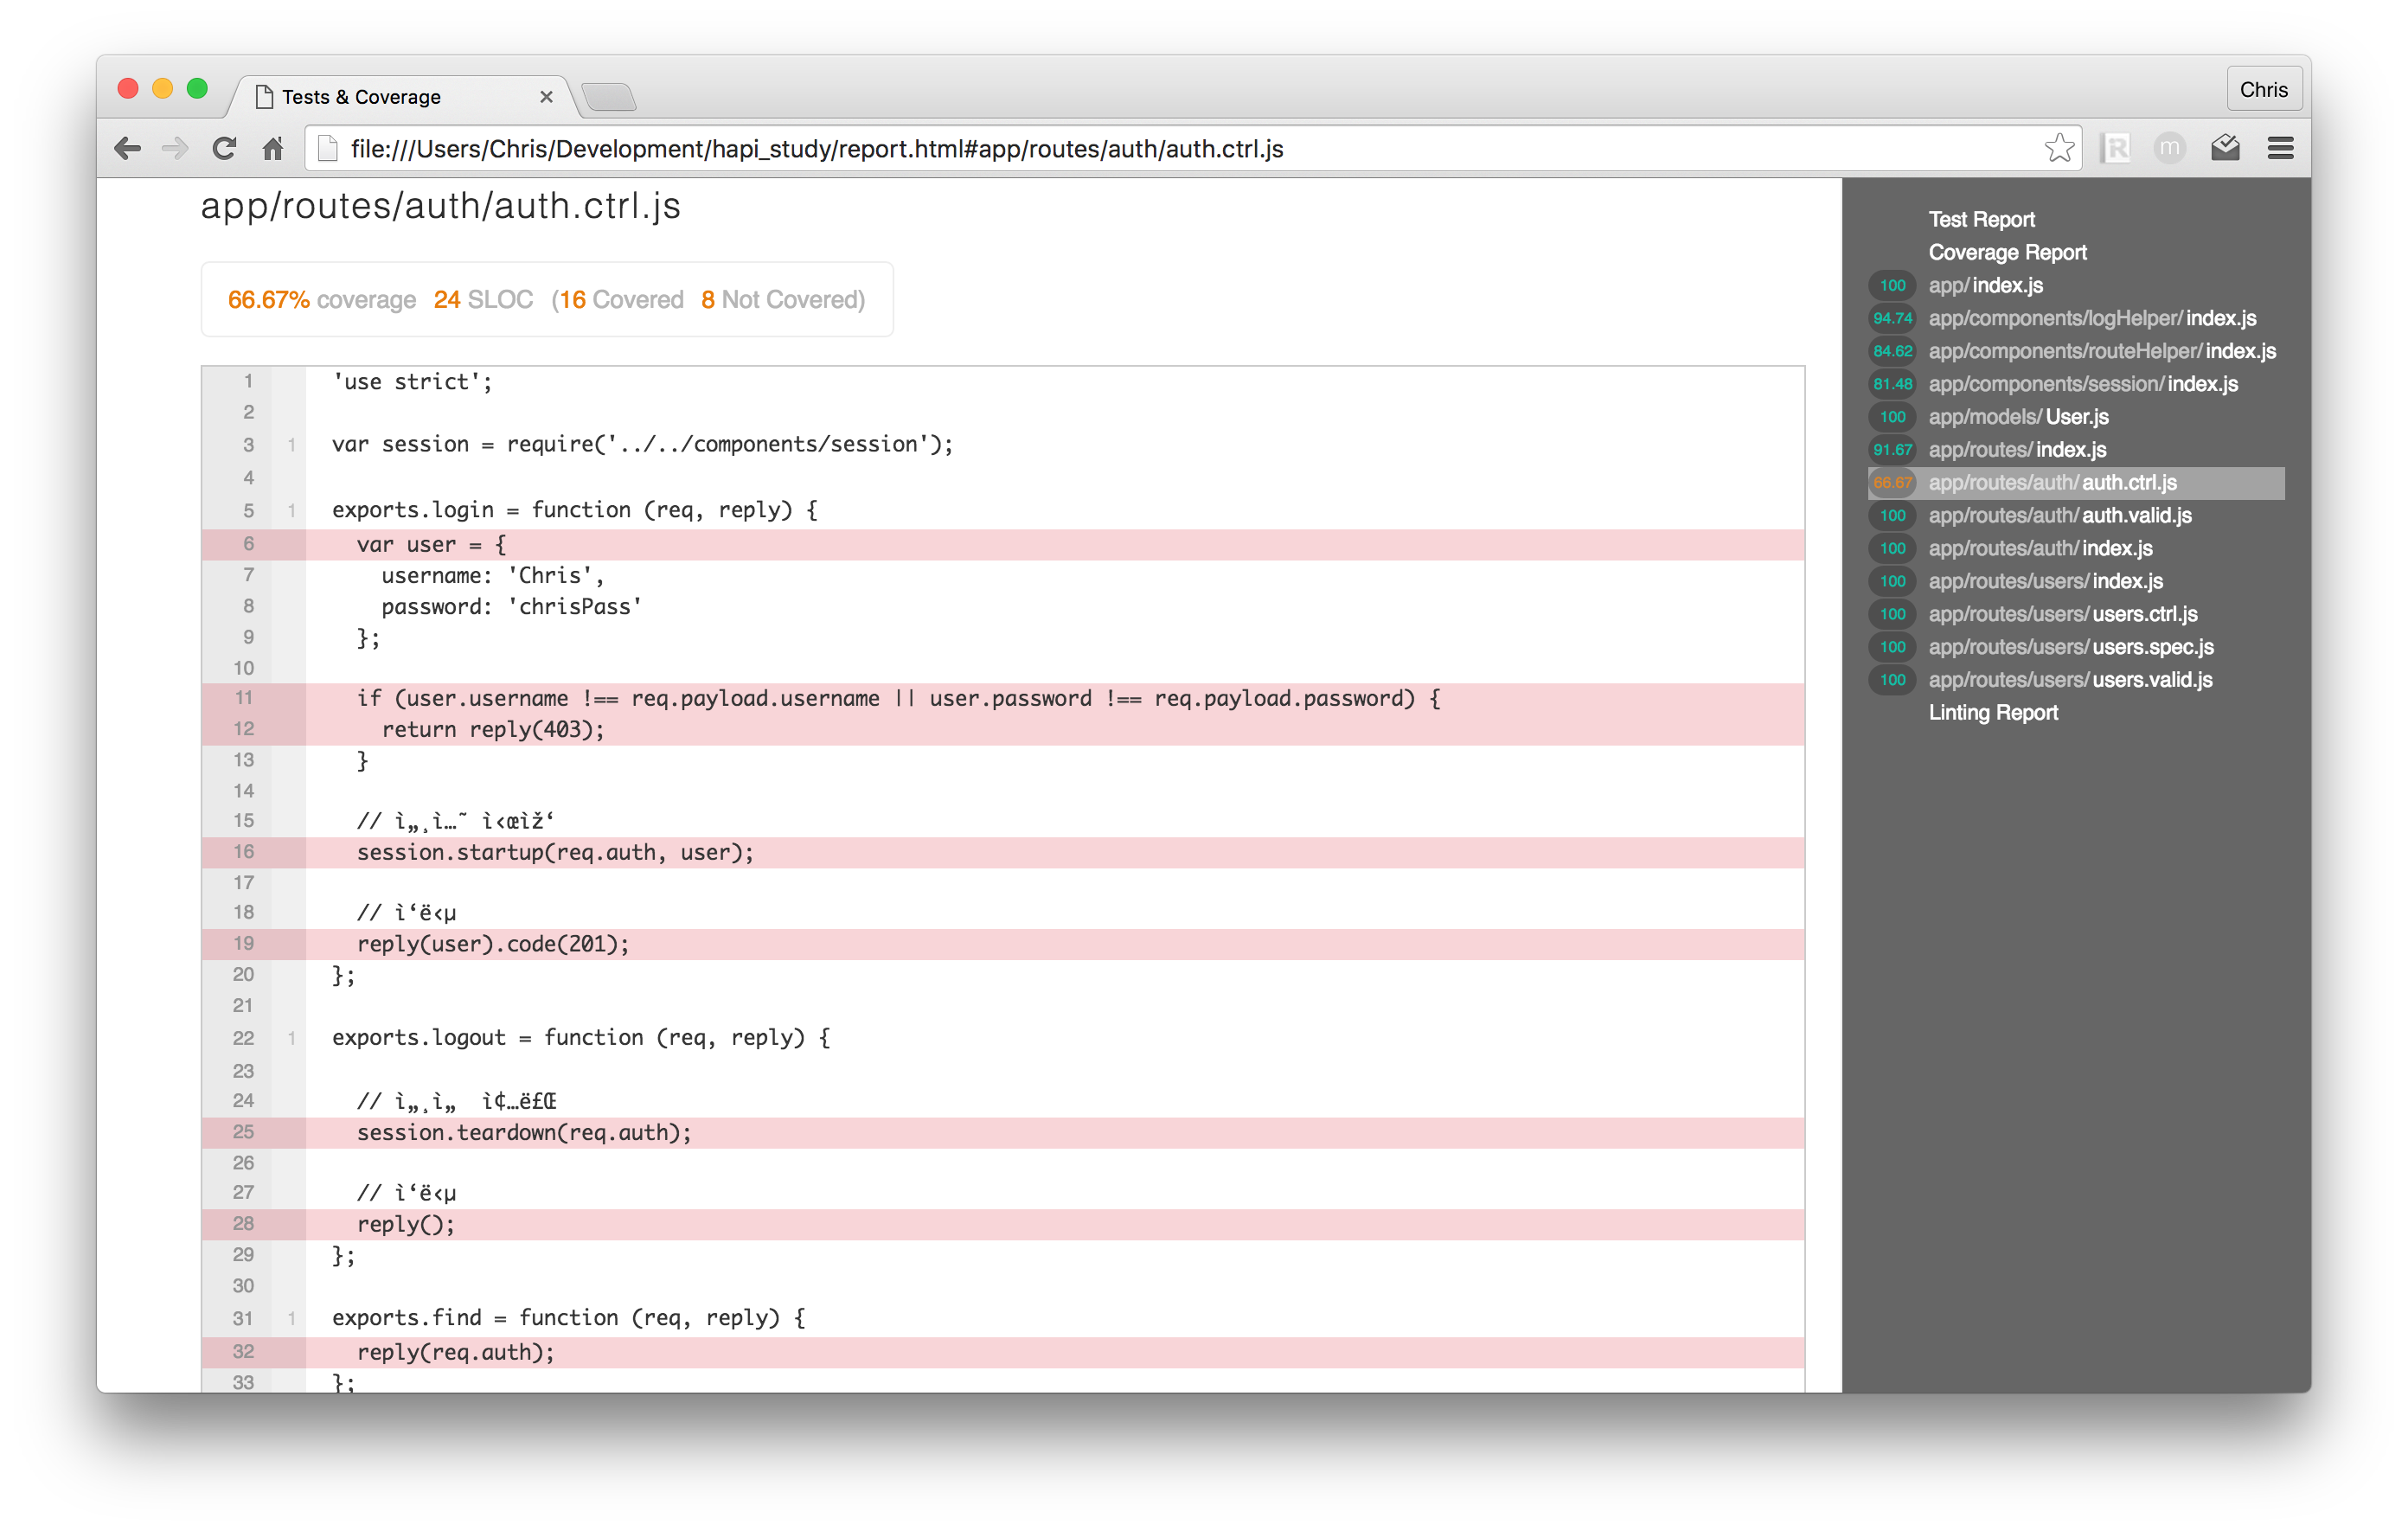 Tests & Coverage
Chris
file:///Users/Chris/Development/hapi_study/report.html#app/routes/auth/auth.ctrl.js
m
app/routes/auth/auth.ctrl.js
66.67% coverage 24 SLOC (16 Covered 8 Not Covered)
1 'use strict';
2
3 1 var session = require('../../components/session');
4
5 1 exports.login = function (req, reply) {
6 var user = {
7 username: 'Chris',
8 password: 'chrisPass'
9 };
10
11 if (user.username !== req.payload.username || user.password !== req.payload.password) {
12 return reply(403);
13 }
14
15 // ì„¸ì…˜ ì‹œìž‘
16 session.startup(req.auth, user);
17
18 // ì‘ë‹µ
19 reply(user).code(201);
20 };
21
22 1 exports.logout = function (req, reply) {
23
24 // ì„¸ì„  ì¢…ë£Œ
25 session.teardown(req.auth);
26
27 // ì‘ë‹µ
28 reply();
29 };
30
31 1 exports.find = function (req, reply) {
32 reply(req.auth);
33 };
Test Report
Coverage Report
100 app/index.js
94.74 app/components/logHelper/index.js
84.62 app/components/routeHelper/index.js
81.48 app/components/session/index.js
100 app/models/User.js
91.67 app/routes/index.js
66.67 app/routes/auth/auth.ctrl.js
100 app/routes/auth/auth.valid.js
100 app/routes/auth/index.js
100 app/routes/users/index.js
100 app/routes/users/users.ctrl.js
100 app/routes/users/users.spec.js
100 app/routes/users/users.valid.js
Linting Report